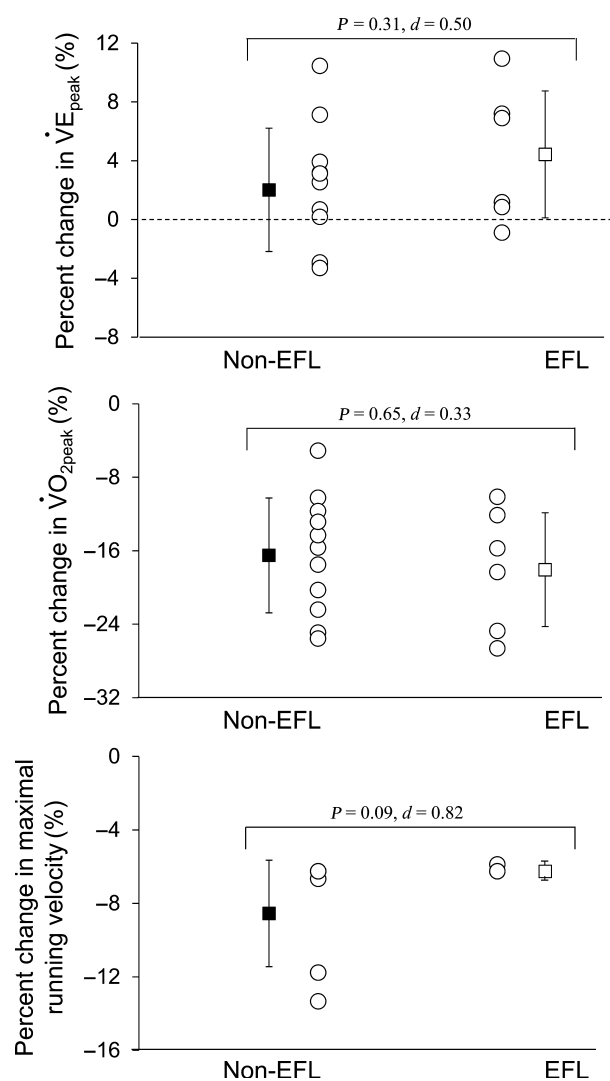 P = 0.31, d = 0.50
Percent change in V̇E_peak (%)
12
8
4
0
–4
–8
Non-EFL
EFL
P = 0.65, d = 0.33
Percent change in V̇O_2peak (%)
0
–8
–16
–24
–32
Non-EFL
EFL
P = 0.09, d = 0.82
Percent change in maximal
running velocity (%)
0
–4
–8
–12
–16
Non-EFL
EFL